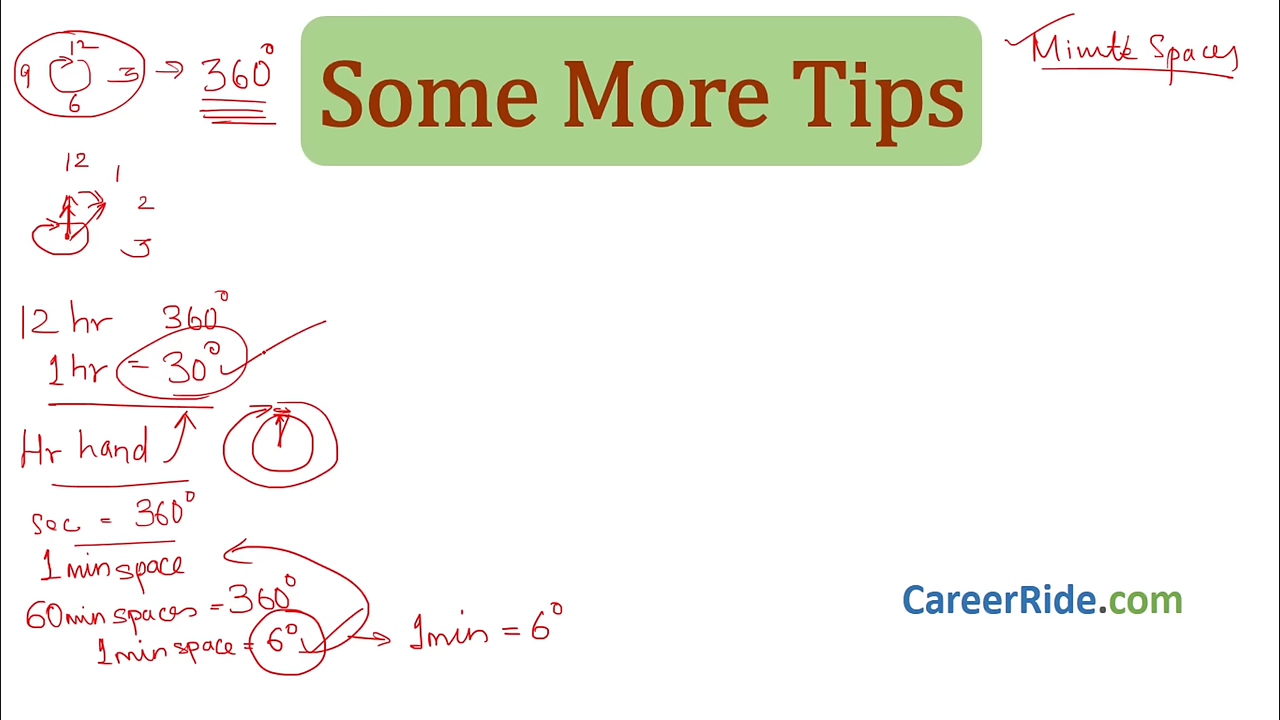 Some More Tips
Minute Spaces
12
9 3 → 360°
6
12
1
2
3
12 hr 360°
1 hr = 30°
Hr hand
sec = 360°
1 min space
60 min spaces = 360°
1 min space = 6° → 1 min = 6°
CareerRide.com